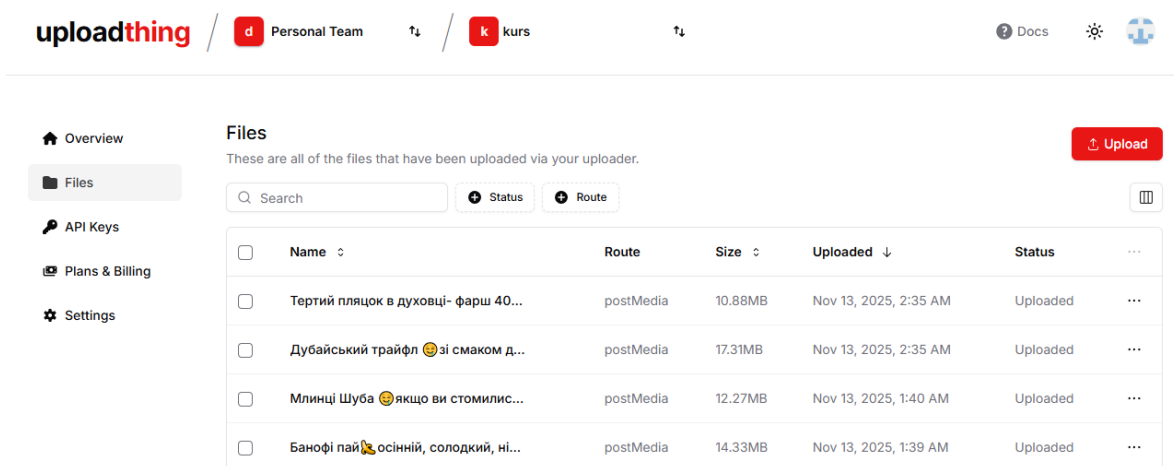 uploadthing / d Personal Team / k kurs Docs
Overview
Files
API Keys
Plans & Billing
Settings
Files
Upload
These are all of the files that have been uploaded via your uploader.
Search Status Route
Name Route Size Uploaded Status ...
Тертий пляцок в духовці- фарш 40... postMedia 10.88MB Nov 13, 2025, 2:35 AM Uploaded ...
Дубайський трайфл 🤤зі смаком д... postMedia 17.31MB Nov 13, 2025, 2:35 AM Uploaded ...
Млинці Шуба 🤤якщо ви стомилис... postMedia 12.27MB Nov 13, 2025, 1:40 AM Uploaded ...
Банофі пай🍌осінній, солодкий, ні... postMedia 14.33MB Nov 13, 2025, 1:39 AM Uploaded ...